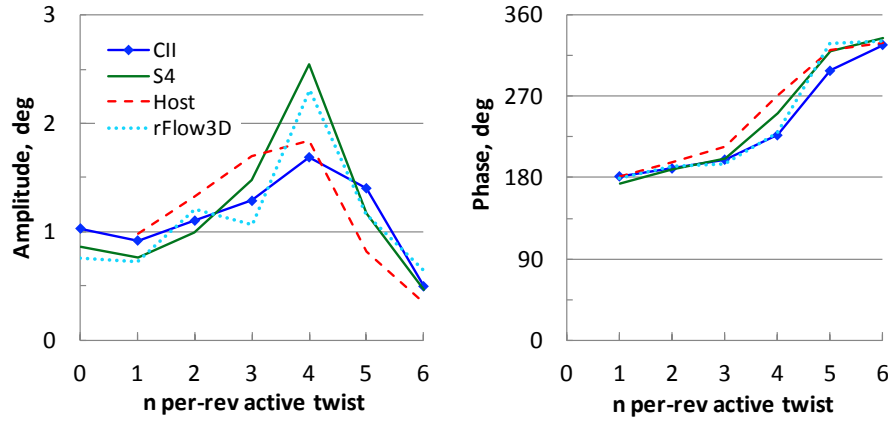 3
2
1
0
Amplitude, deg
CII
S4
Host
rFlow3D
0 1 2 3 4 5 6
n per-rev active twist
360
270
180
90
0
Phase, deg
0 1 2 3 4 5 6
n per-rev active twist